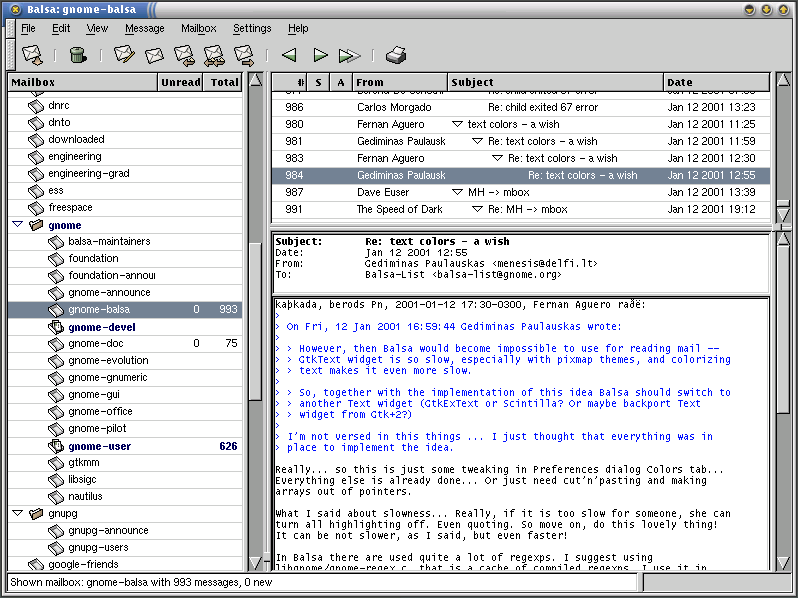 Balsa: gnome-balsa
File Edit View Message Mailbox Settings Help
Mailbox Unread Total
dnrc
dnto
downloaded
engineering
engineering-grad
ess
freespace
gnome
balsa-maintainers
foundation
foundation-annou
gnome-announce
gnome-balsa 0 993
gnome-devel
gnome-doc 0 75
gnome-evolution
gnome-gnumeric
gnome-gui
gnome-office
gnome-pilot
gnome-user 626
gtkmm
libsigc
nautilus
gnupg
gnupg-announce
gnupg-users
google-friends
# S A From Subject Date
986 Carlos Morgado Re: child exited 67 error Jan 12 2001 13:23
980 Fernan Aguero text colors - a wish Jan 12 2001 11:25
981 Gediminas Paulausk Re: text colors - a wish Jan 12 2001 11:59
983 Fernan Aguero Re: text colors - a wish Jan 12 2001 12:30
984 Gediminas Paulausk Re: text colors - a wish Jan 12 2001 12:55
987 Dave Euser MH -> mbox Jan 12 2001 13:39
991 The Speed of Dark Re: MH -> mbox Jan 12 2001 19:12
Subject: Re: text colors - a wish
Date: Jan 12 2001 12:55
From: Gediminas Paulauskas <menesis@delfi.lt>
To: Balsa-List <balsa-list@gnome.org>
kaþkada, berods Pn, 2001-01-12 17:30-0300, Fernan Aguero raðë:
>
> On Fri, 12 Jan 2001 16:59:44 Gediminas Paulauskas wrote:
>
> > However, then Balsa would become impossible to use for reading mail --
> > GtkText widget is so slow, especially with pixmap themes, and colorizing
> > text makes it even more slow.
>
> > So, together with the implementation of this idea Balsa should switch to
> > another Text widget (GtkExText or Scintilla? Or maybe backport Text
> > widget from Gtk+2?)
>
> I'm not versed in this things ... I just thought that everything was in
> place to implement the idea.
Really... so this is just some tweaking in Preferences dialog Colors tab...
Everything else is already done... Or just need cut'n'pasting and making
arrays out of pointers.
What I said about slowness... Really, if it is too slow for someone, she can
turn all highlighting off. Even quoting. So move on, do this lovely thing!
It can be not slower, as I said, but even faster!
In Balsa there are used quite a lot of regexps. I suggest using
libgnome/gnome-regex.c, that is a cache of compiled regexps. I use it in
Shown mailbox: gnome-balsa with 993 messages, 0 new